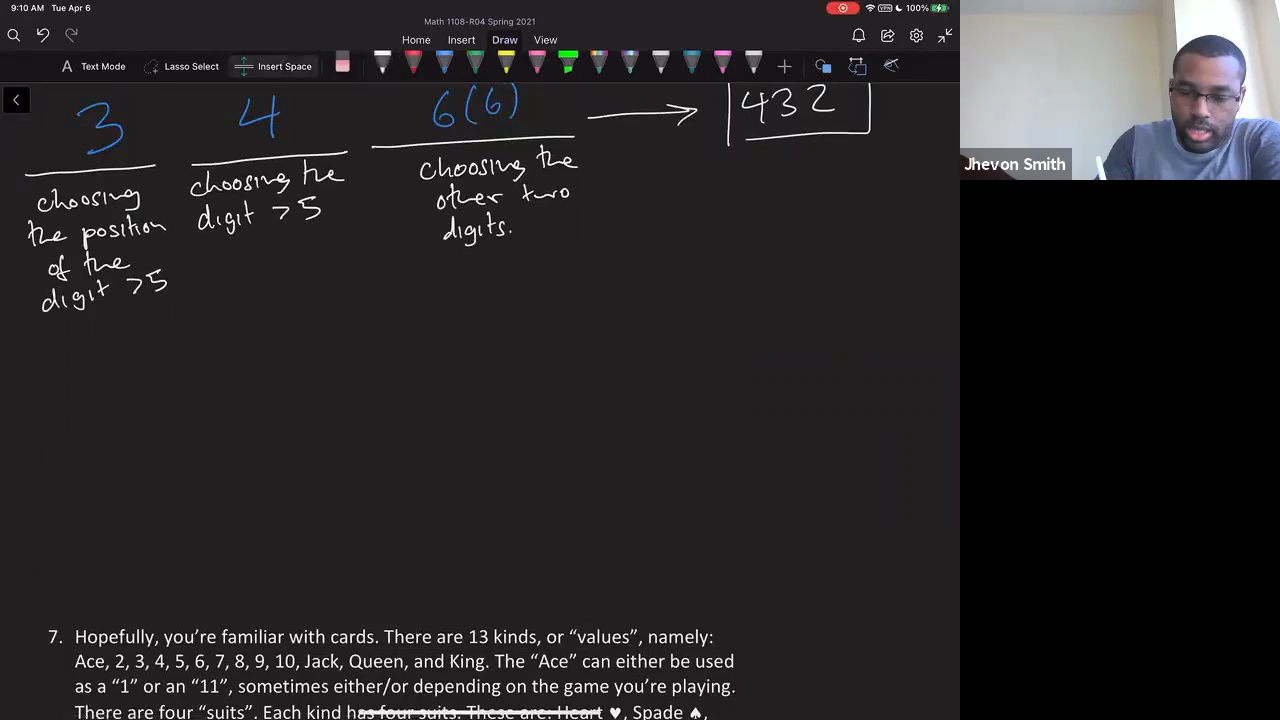 9:10 AM Tue Apr 6
100%
Math 1108-R04 Spring 2021
Home Insert Draw View
Text Mode Lasso Select Insert Space
3 4 6(6) → 432
choosing the position of the digit >5
choosing the digit >5
choosing the other two digits.
7. Hopefully, you’re familiar with cards. There are 13 kinds, or “values”, namely:
Ace, 2, 3, 4, 5, 6, 7, 8, 9, 10, Jack, Queen, and King. The “Ace” can either be used
as a “1” or an “11”, sometimes either/or depending on the game you’re playing.
There are four “suits”. Each kind has four suits. These are: Heart ♥, Spade ♠,
Jhevon Smith